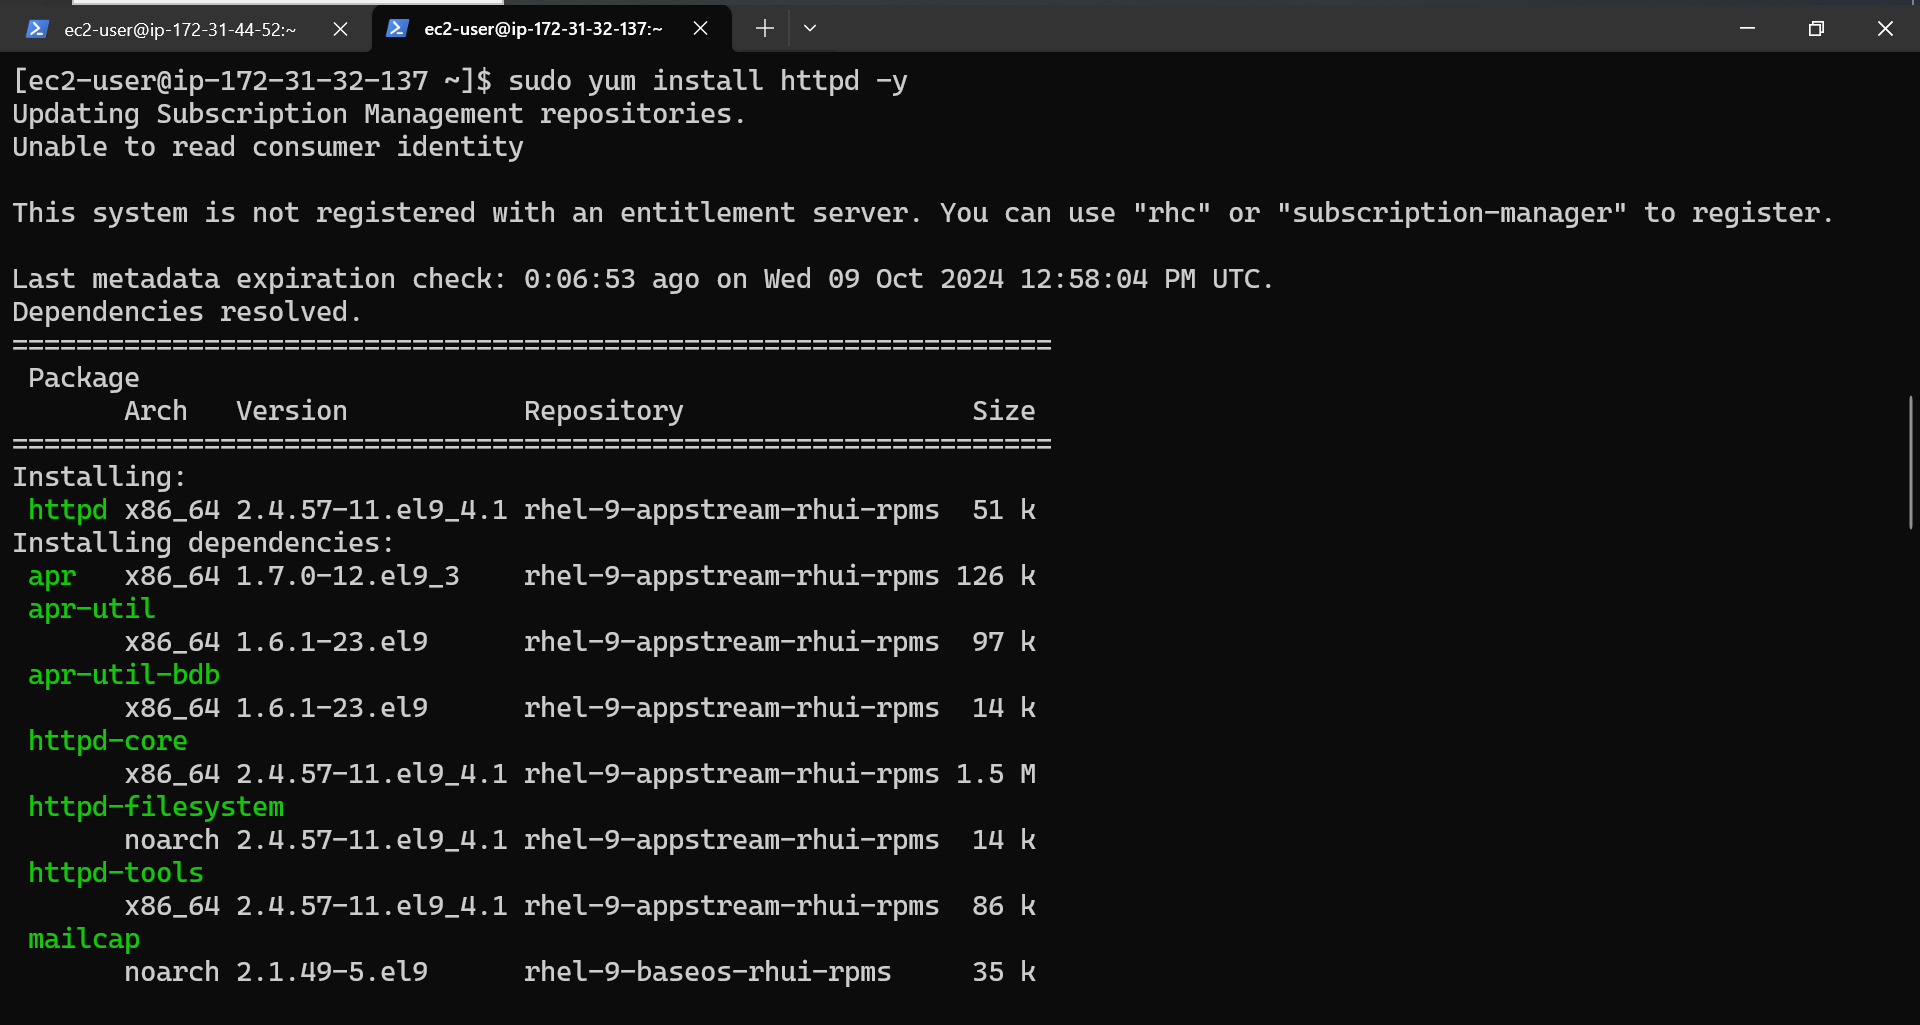 ec2-user@ip-172-31-44-52:~ ec2-user@ip-172-31-32-137:~
[ec2-user@ip-172-31-32-137 ~]$ sudo yum install httpd -y
Updating Subscription Management repositories.
Unable to read consumer identity
This system is not registered with an entitlement server. You can use "rhc" or "subscription-manager" to register.
Last metadata expiration check: 0:06:53 ago on Wed 09 Oct 2024 12:58:04 PM UTC.
Dependencies resolved.
=================================================================
Package
Arch Version Repository Size
=================================================================
Installing:
httpd x86_64 2.4.57-11.el9_4.1 rhel-9-appstream-rhui-rpms 51 k
Installing dependencies:
apr x86_64 1.7.0-12.el9_3 rhel-9-appstream-rhui-rpms 126 k
apr-util
x86_64 1.6.1-23.el9 rhel-9-appstream-rhui-rpms 97 k
apr-util-bdb
x86_64 1.6.1-23.el9 rhel-9-appstream-rhui-rpms 14 k
httpd-core
x86_64 2.4.57-11.el9_4.1 rhel-9-appstream-rhui-rpms 1.5 M
httpd-filesystem
noarch 2.4.57-11.el9_4.1 rhel-9-appstream-rhui-rpms 14 k
httpd-tools
x86_64 2.4.57-11.el9_4.1 rhel-9-appstream-rhui-rpms 86 k
mailcap
noarch 2.1.49-5.el9 rhel-9-baseos-rhui-rpms 35 k